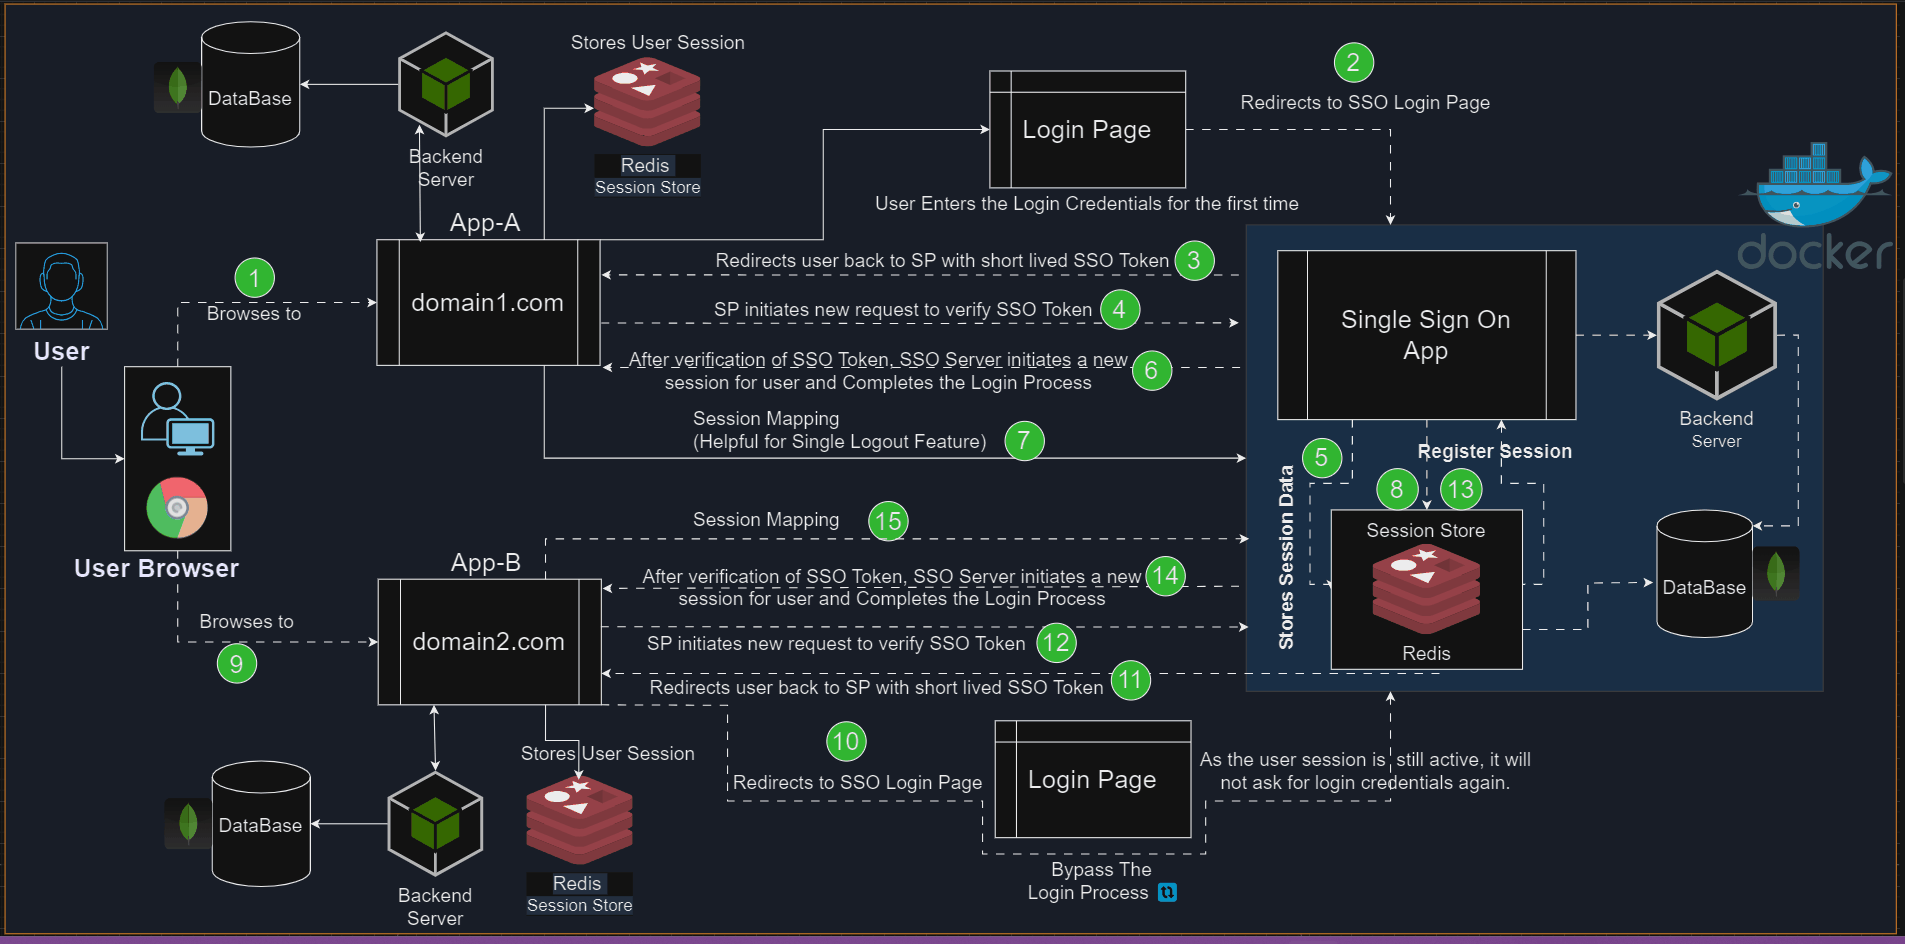 Stores User Session
2
DataBase
Redirects to SSO Login Page
Login Page
Backend
Server
Redis
Session Store
User Enters the Login Credentials for the first time
App-A
docker
1
Browses to
domain1.com
Redirects user back to SP with short lived SSO Token
3
SP initiates new request to verify SSO Token
4
Single Sign On
App
User
After verification of SSO Token, SSO Server initiates a new
session for user and Completes the Login Process
6
Session Mapping
(Helpful for Single Logout Feature)
7
Backend
Server
5
Register Session
8
13
Stores Session Data
Session Store
Redis
DataBase
User Browser
Session Mapping
15
App-B
After verification of SSO Token, SSO Server initiates a new
session for user and Completes the Login Process
14
Browses to
9
domain2.com
SP initiates new request to verify SSO Token
12
Redirects user back to SP with short lived SSO Token
11
10
Stores User Session
Redirects to SSO Login Page
Login Page
As the user session is still active, it will
not ask for login credentials again.
DataBase
Bypass The
Login Process
Backend
Server
Redis
Session Store